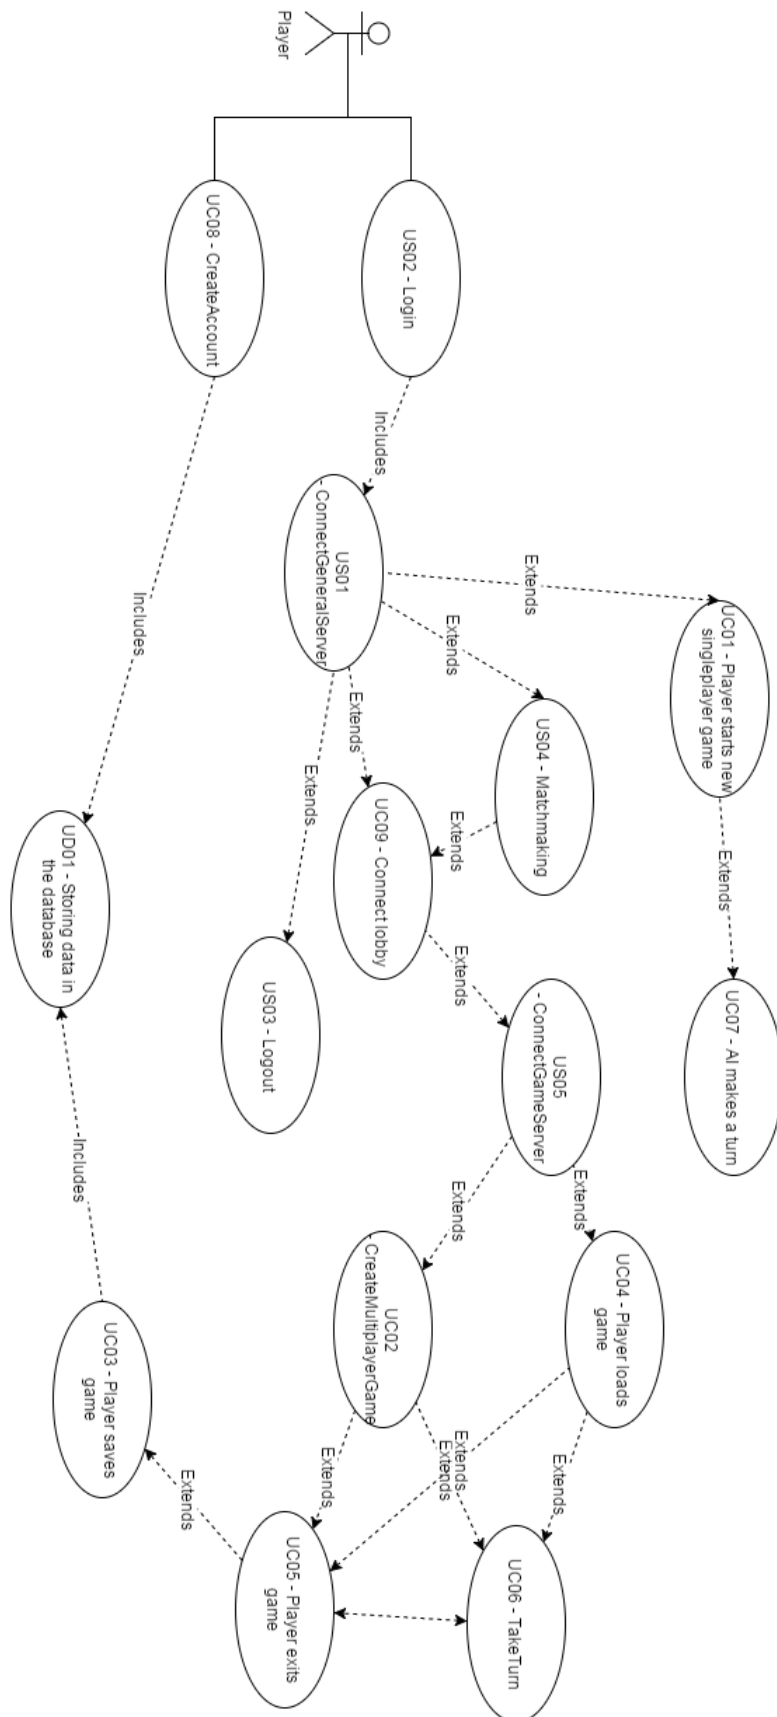 Player
US02 - Login
UC08 - CreateAccount
Includes
Includes
US01
- ConnectGeneralServer
Extends
Extends
Extends
Extends
UC01 - Player starts new
singleplayer game
US04 - Matchmaking
Extends
UC09 - Connect lobby
US03 - Logout
UD01 - Storing data in
the database
Extends
Extends
UC07 - AI makes a turn
US05
- ConnectGameServer
Extends
Extends
Includes
UC04 - Player loads
game
UC02
- CreateMultiplayerGame
UC03 - Player saves
game
Extends
Extends
Extends
Extends
Extends
UC06 - TakeTurn
UC05 - Player exits
game